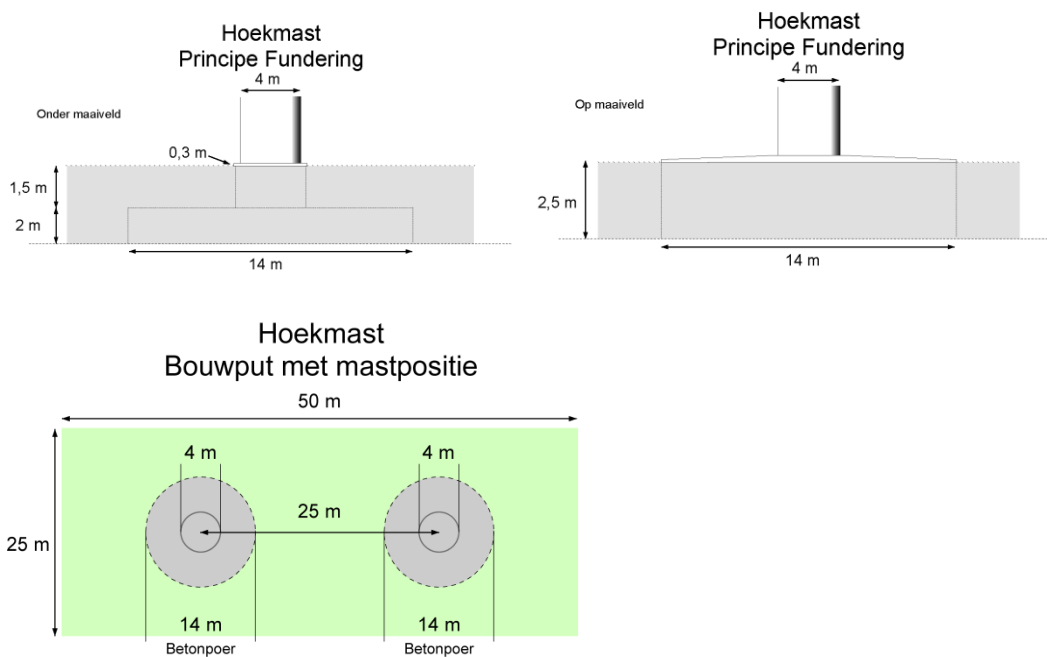 Hoekmast
Principe Fundering
4 m
Onder maaiveld
0,3 m
1,5 m
2 m
14 m
Hoekmast
Principe Fundering
4 m
Op maaiveld
2,5 m
14 m
Hoekmast
Bouwput met mastpositie
50 m
4 m
4 m
25 m
25 m
14 m
14 m
Betonpoer
Betonpoer